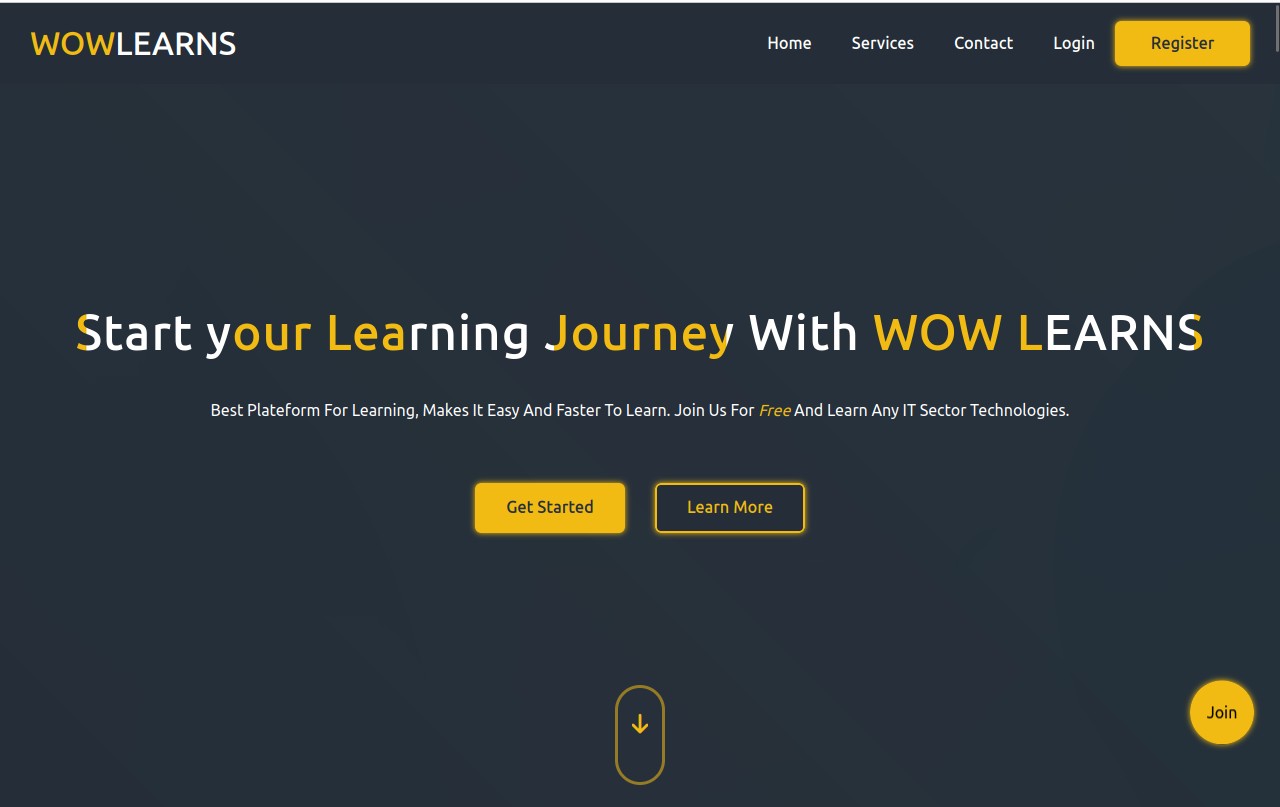 WOWLEARNS
Home
Services
Contact
Login
Register
Start your Learning Journey With WOW LEARNS
Best Plateform For Learning, Makes It Easy And Faster To Learn. Join Us For Free And Learn Any IT Sector Technologies.
Get Started
Learn More
Join